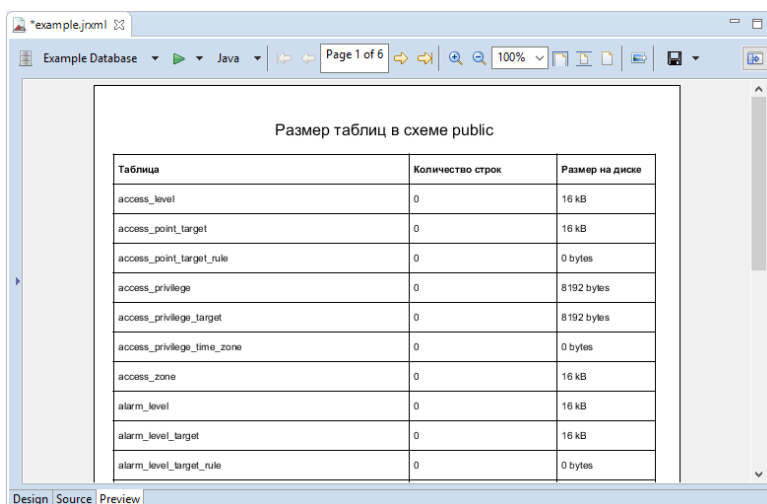 *example.jrxml
Example Database Java Page 1 of 6 100%
Размер таблиц в схеме public
Таблица Количество строк Размер на диске
access_level 0 16 kB
access_point_target 0 16 kB
access_point_target_rule 0 0 bytes
access_privilege 0 8192 bytes
access_privilege_target 0 8192 bytes
access_privilege_time_zone 0 0 bytes
access_zone 0 16 kB
alarm_level 0 16 kB
alarm_level_target 0 16 kB
alarm_level_target_rule 0 0 bytes
Design Source Preview